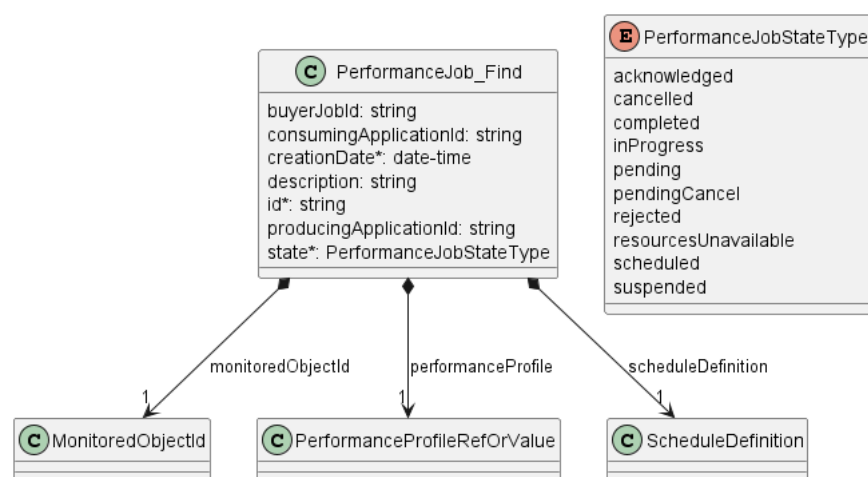 C PerformanceJob_Find
buyerJobId: string
consumingApplicationId: string
creationDate*: date-time
description: string
id*: string
producingApplicationId: string
state*: PerformanceJobStateType
E PerformanceJobStateType
acknowledged
cancelled
completed
inProgress
pending
pendingCancel
rejected
resourcesUnavailable
scheduled
suspended
monitoredObjectId
performanceProfile
scheduleDefinition
1
1
1
C MonitoredObjectId
C PerformanceProfileRefOrValue
C ScheduleDefinition